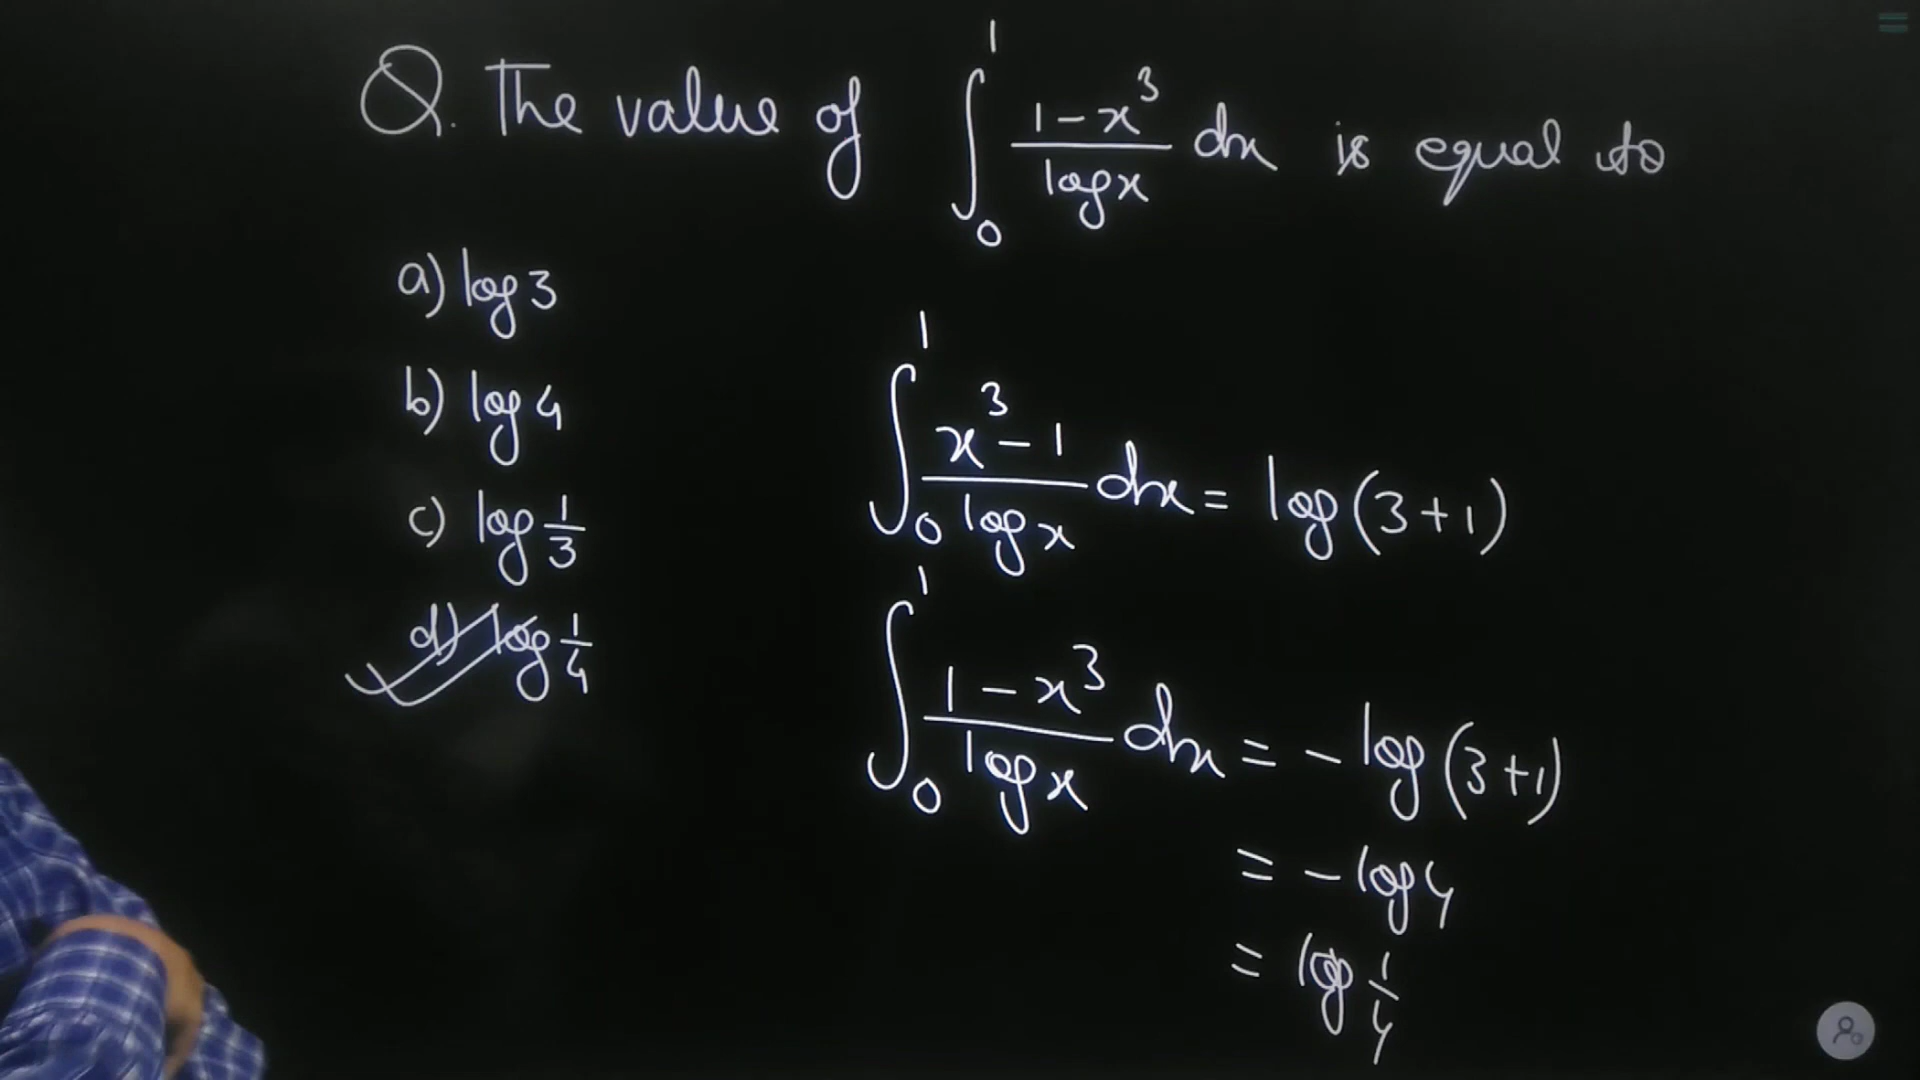 Q. The value of ∫₀¹ (1-x³)/(log x) dx is equal to
a) log 3
b) log 4
c) log 1/3
d) log 1/4
∫₀¹ (x³-1)/(log x) dx = log(3+1)
∫₀¹ (1-x³)/(log x) dx = -log(3+1)
= -log 4
= log 1/4